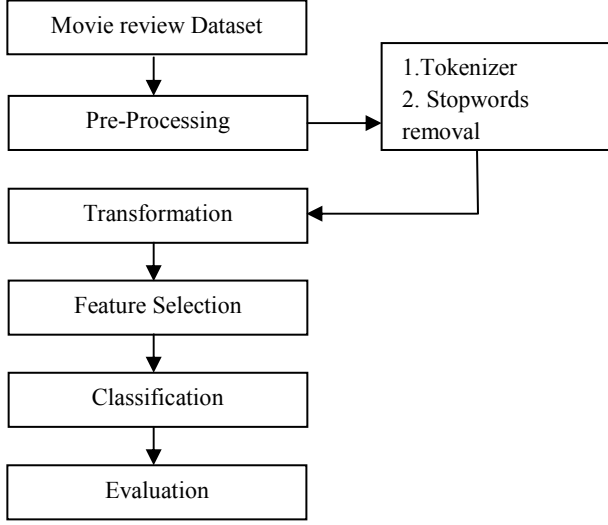 Movie review Dataset
Pre-Processing
1.Tokenizer
2. Stopwords
removal
Transformation
Feature Selection
Classification
Evaluation